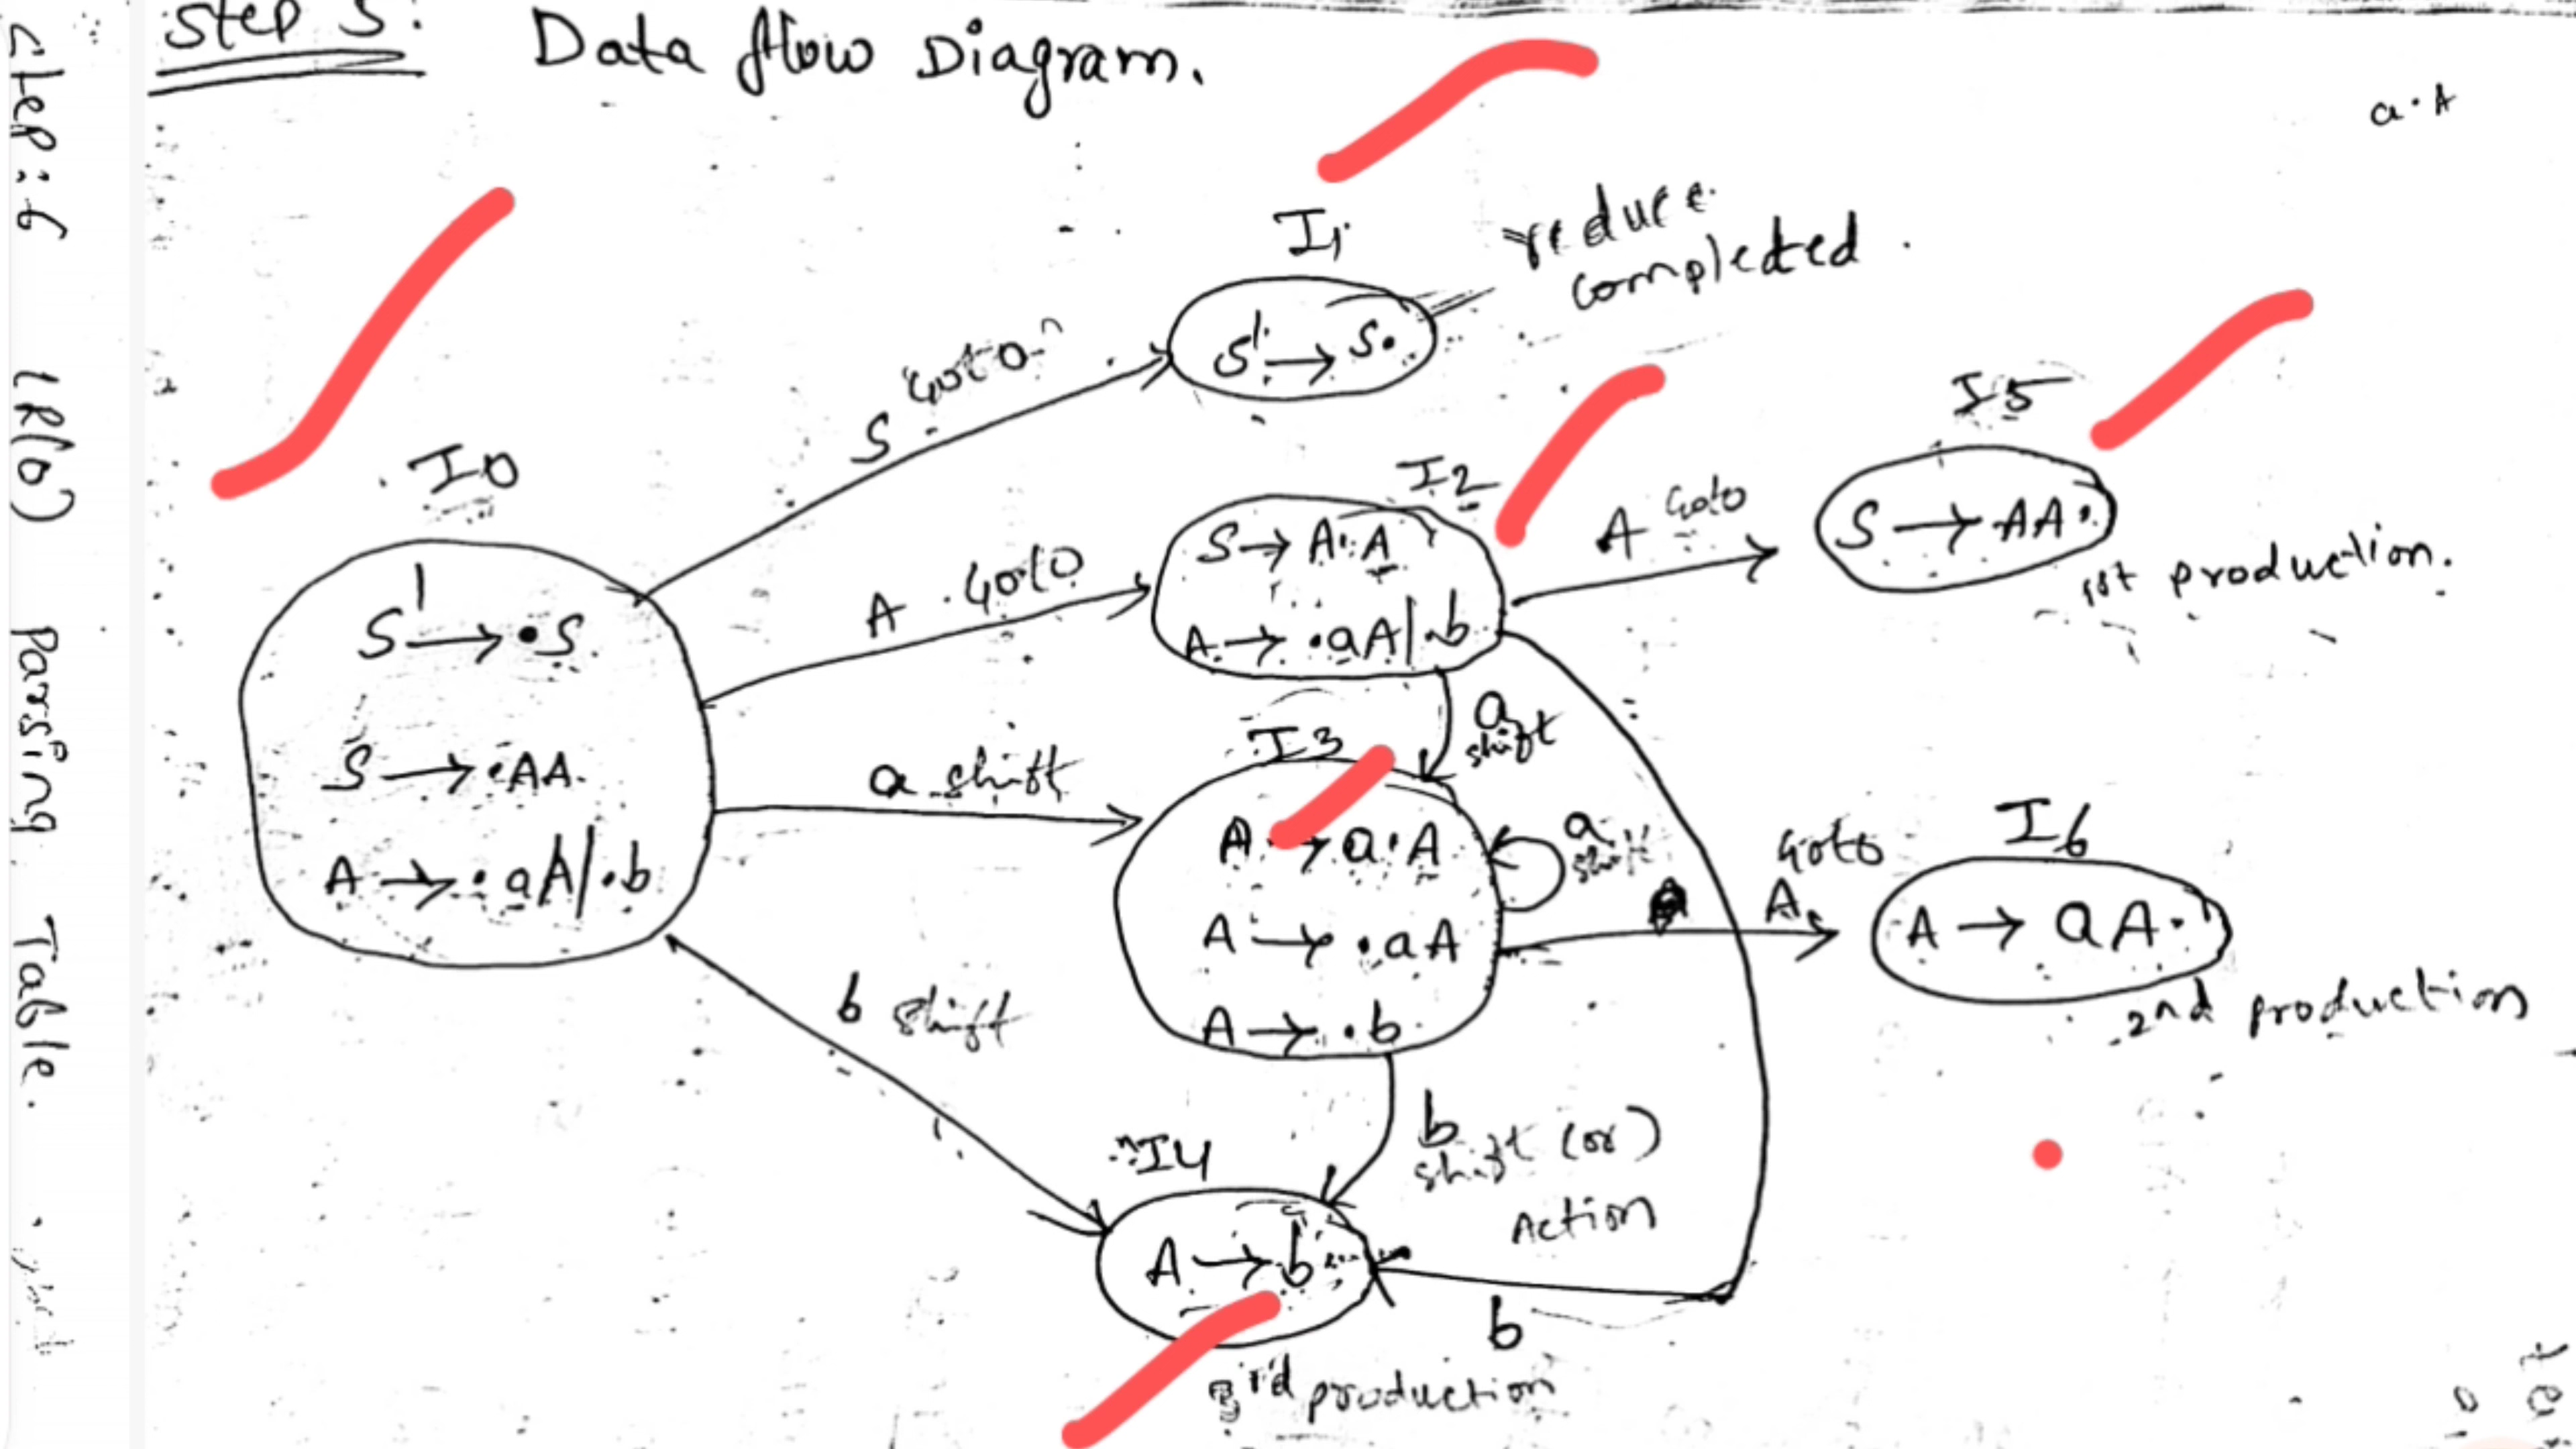 Step 5: Data flow Diagram.
a·A
I1
reduce
completed.
S' → S·
S Goto
I0
S' → ·S
S → ·AA
A → ·aA/·b
A Goto
I2
S → A·A
A → ·aA/·b
A Goto
I5
S → AA·
1st production.
a shift
a shift
I3
A → a·A
A → ·aA
A → ·b
a shift
Goto
A
I6
A → aA·
2nd production
b shift
b
shift (or)
Action
I4
A → b·
b
3rd production
Step:6 LR(0) Parsing Table.